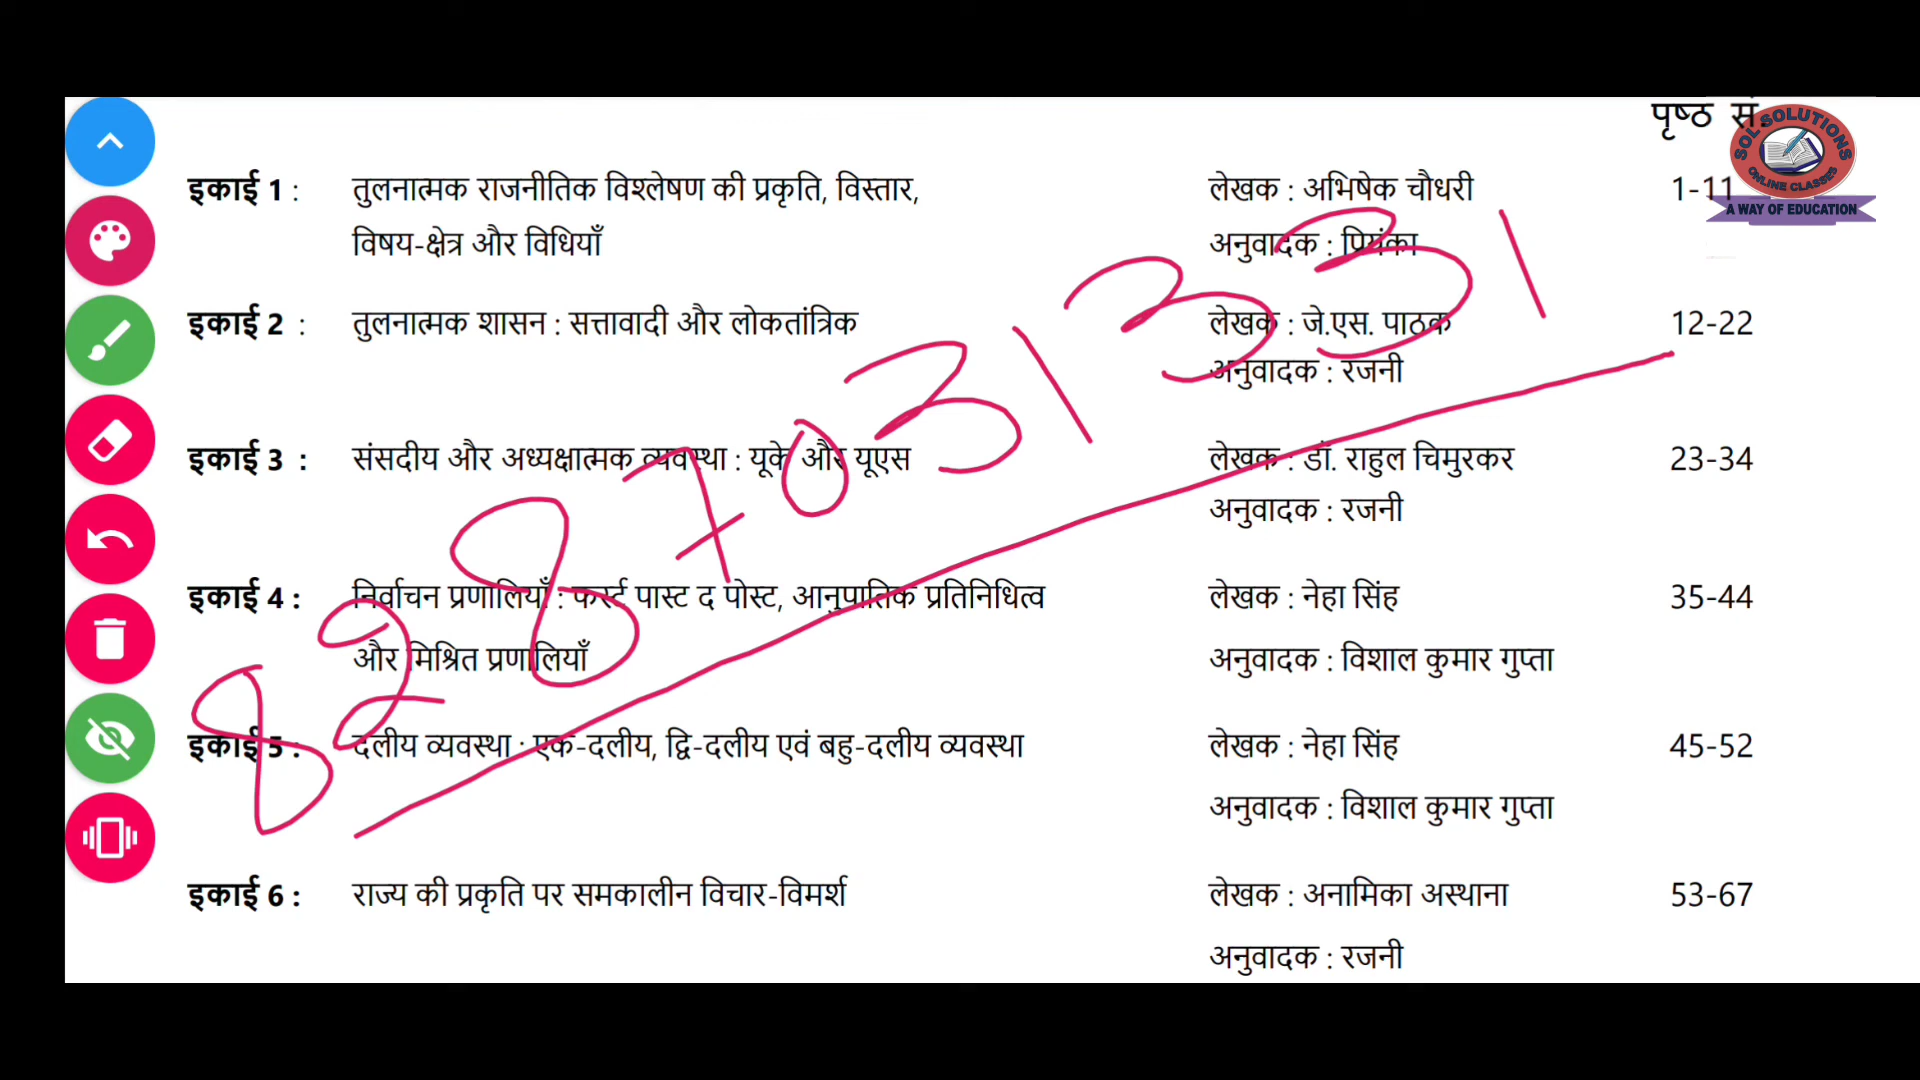 पृष्ठ सं.
SOL SOLUTIONS
ONLINE CLASSES
A WAY OF EDUCATION
इकाई 1 : तुलनात्मक राजनीतिक विश्लेषण की प्रकृति, विस्तार, लेखक : अभिषेक चौधरी 1-11
विषय-क्षेत्र और विधियाँ अनुवादक : प्रियंका
इकाई 2 : तुलनात्मक शासन : सत्तावादी और लोकतांत्रिक लेखक : जे.एस. पाठक 12-22
अनुवादक : रजनी
इकाई 3 : संसदीय और अध्यक्षात्मक व्यवस्था : यूके और यूएस लेखक : डॉ. राहुल चिमुरकर 23-34
अनुवादक : रजनी
इकाई 4 : निर्वाचन प्रणालियाँ : फर्स्ट पास्ट द पोस्ट, आनुपातिक प्रतिनिधित्व लेखक : नेहा सिंह 35-44
और मिश्रित प्रणालियाँ अनुवादक : विशाल कुमार गुप्ता
इकाई 5 : दलीय व्यवस्था : एक-दलीय, द्वि-दलीय एवं बहु-दलीय व्यवस्था लेखक : नेहा सिंह 45-52
अनुवादक : विशाल कुमार गुप्ता
इकाई 6 : राज्य की प्रकृति पर समकालीन विचार-विमर्श लेखक : अनामिका अस्थाना 53-67
अनुवादक : रजनी
8287031331